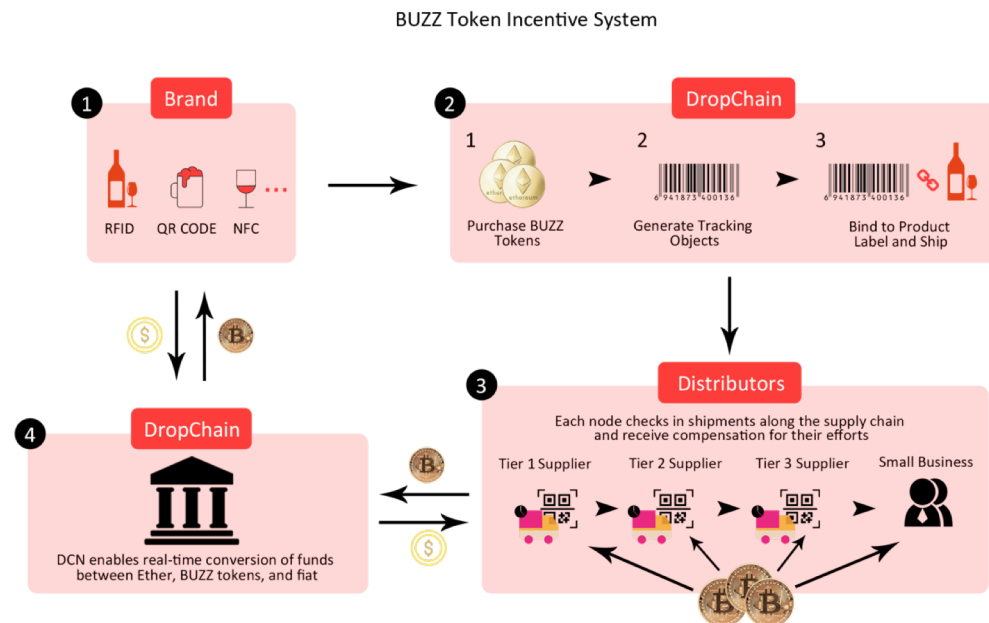 BUZZ Token Incentive System
1
Brand
RFID
QR CODE
NFC
2
DropChain
1
2
3
6 941873 400136
6 941873 400136
Purchase BUZZ
Tokens
Generate Tracking
Objects
Bind to Product
Label and Ship
3
Distributors
Each node checks in shipments along the supply chain
and receive compensation for their efforts
Tier 1 Supplier
Tier 2 Supplier
Tier 3 Supplier
Small Business
4
DropChain
DCN enables real-time conversion of funds
between Ether, BUZZ tokens, and fiat